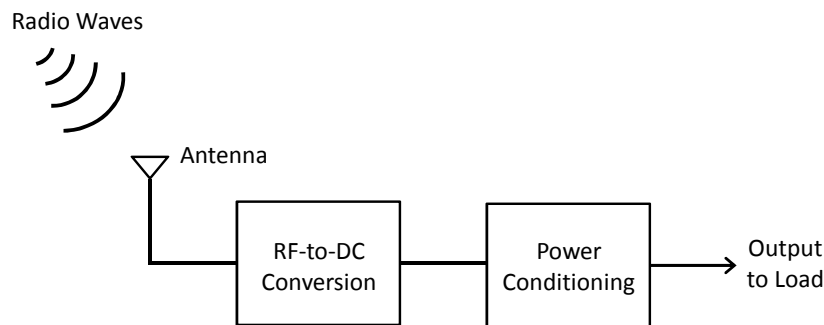 Radio Waves
Antenna
RF-to-DC
Conversion
Power
Conditioning
Output
to Load